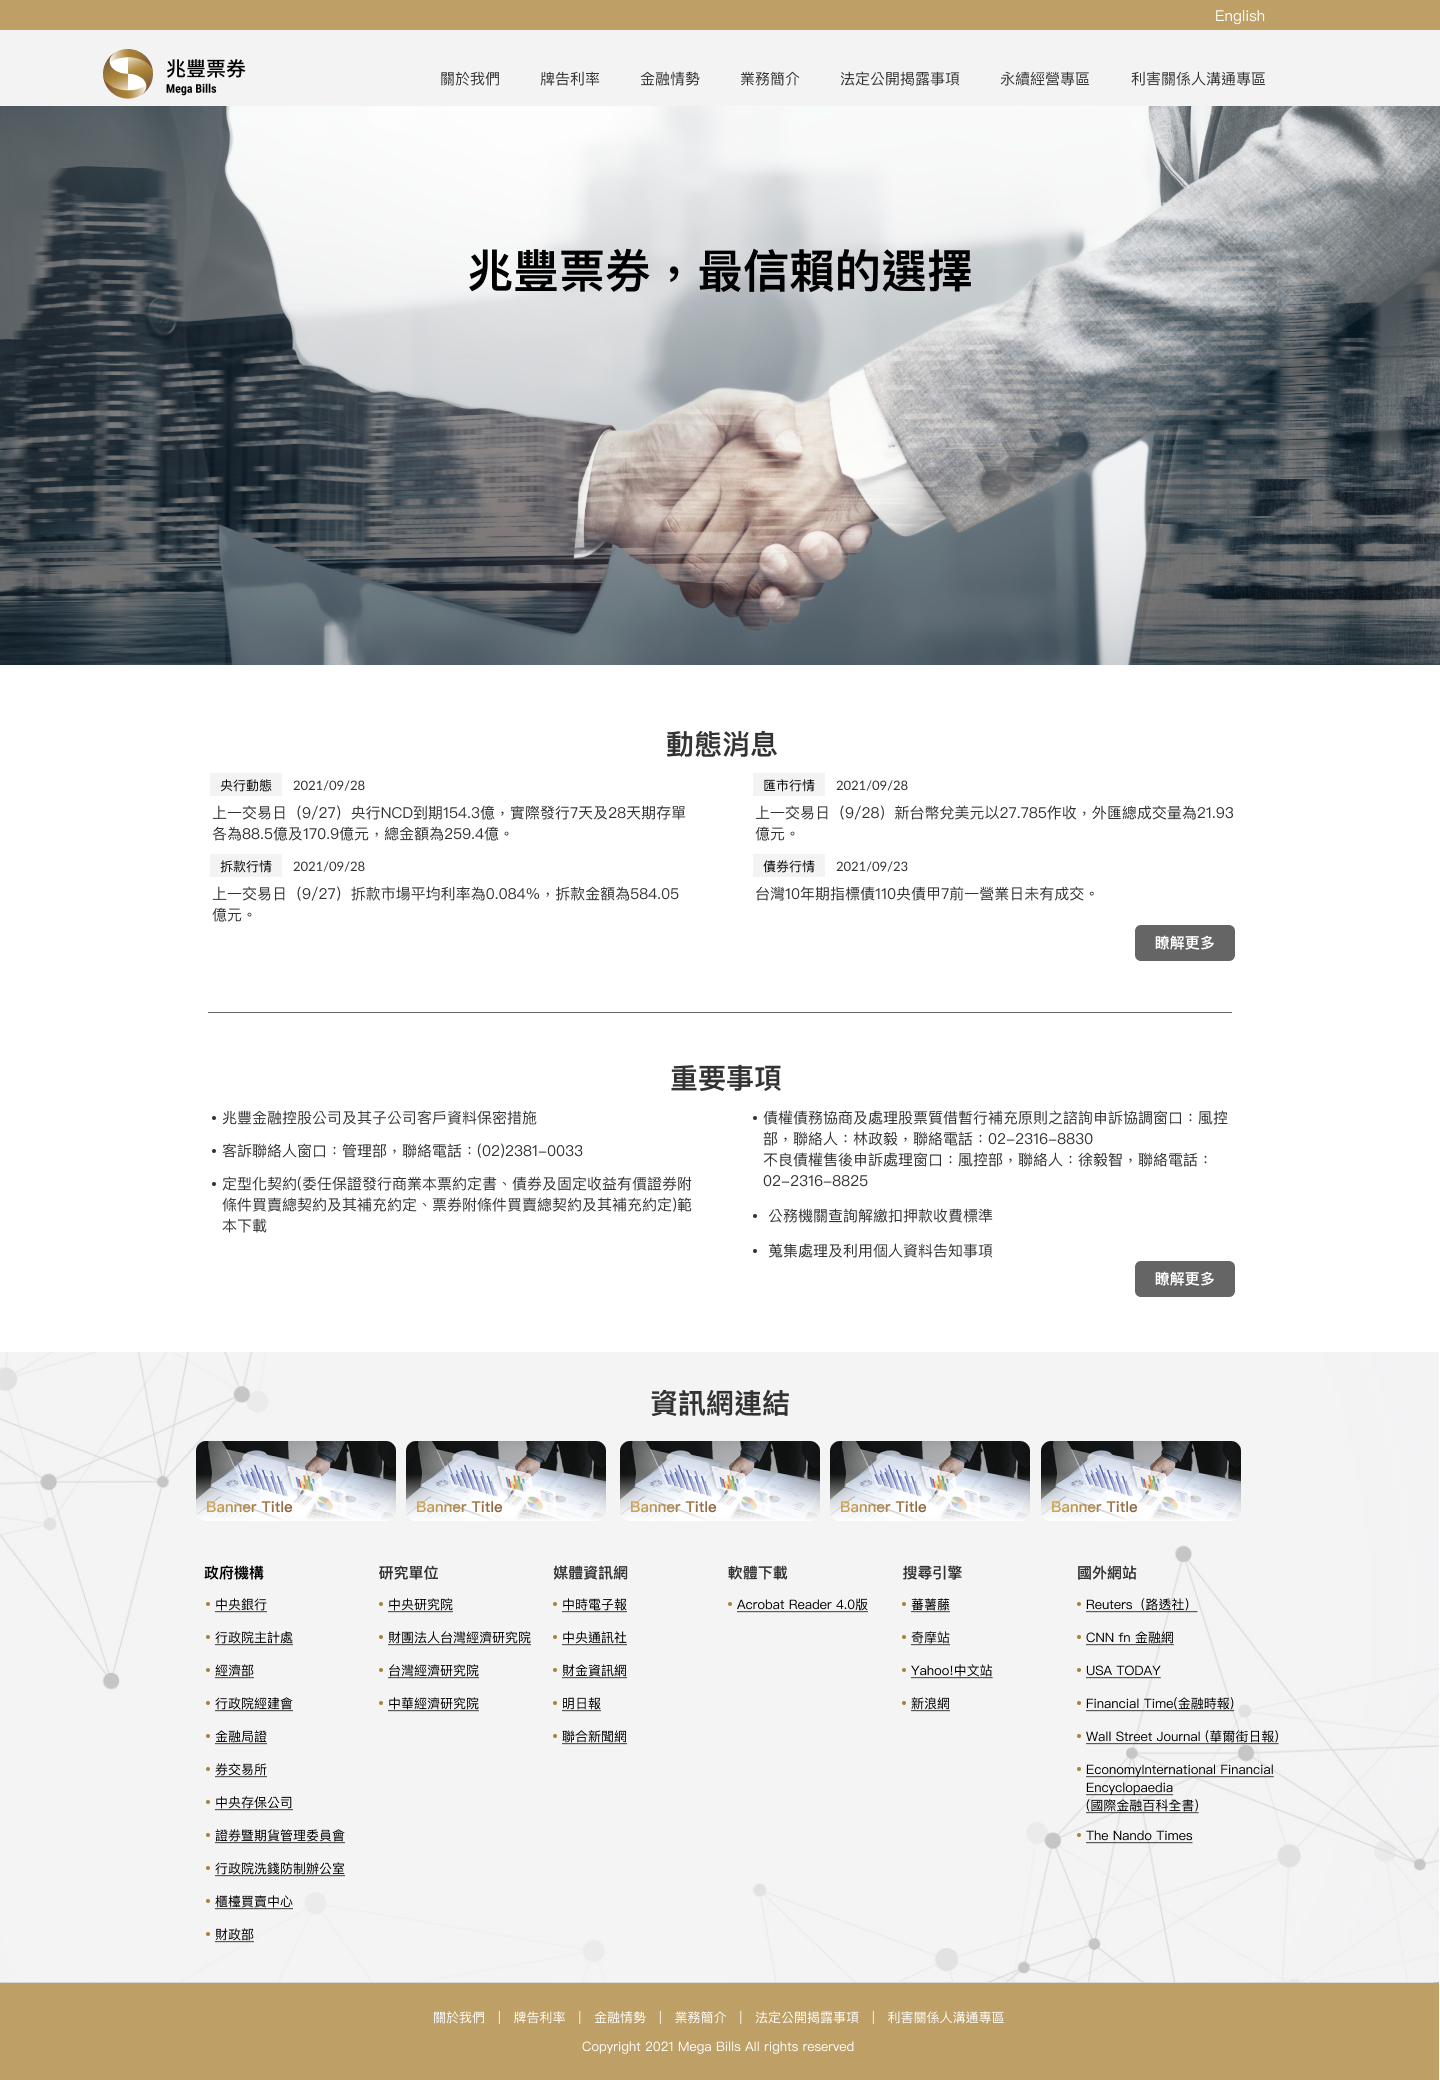 English
兆豐票券
Mega Bills
關於我們 牌告利率 金融情勢 業務簡介 法定公開揭露事項 永續經營專區 利害關係人溝通專區
兆豐票券，最信賴的選擇
動態消息
央行動態 2021/09/28
上一交易日（9/27）央行NCD到期154.3億，實際發行7天及28天期存單
各為88.5億及170.9億元，總金額為259.4億。
匯市行情 2021/09/28
上一交易日（9/28）新台幣兌美元以27.785作收，外匯總成交量為21.93
億元。
拆款行情 2021/09/28
上一交易日（9/27）拆款市場平均利率為0.084%，拆款金額為584.05
億元。
債券行情 2021/09/23
台灣10年期指標債110央債甲7前一營業日未有成交。
瞭解更多
重要事項
• 兆豐金融控股公司及其子公司客戶資料保密措施
• 客訴聯絡人窗口：管理部，聯絡電話：(02)2381-0033
• 定型化契約(委任保證發行商業本票約定書、債券及固定收益有價證券附
條件買賣總契約及其補充約定、票券附條件買賣總契約及其補充約定)範
本下載
• 債權債務協商及處理股票質借暫行補充原則之諮詢申訴協調窗口：風控
部，聯絡人：林政毅，聯絡電話：02-2316-8830
不良債權售後申訴處理窗口：風控部，聯絡人：徐毅智，聯絡電話：
02-2316-8825
• 公務機關查詢解繳扣押款收費標準
• 蒐集處理及利用個人資料告知事項
瞭解更多
資訊網連結
Banner Title Banner Title Banner Title Banner Title Banner Title
政府機構
• 中央銀行
• 行政院主計處
• 經濟部
• 行政院經建會
• 金融局證
• 券交易所
• 中央存保公司
• 證券暨期貨管理委員會
• 行政院洗錢防制辦公室
• 櫃檯買賣中心
• 財政部
研究單位
• 中央研究院
• 財團法人台灣經濟研究院
• 台灣經濟研究院
• 中華經濟研究院
媒體資訊網
• 中時電子報
• 中央通訊社
• 財金資訊網
• 明日報
• 聯合新聞網
軟體下載
• Acrobat Reader 4.0版
搜尋引擎
• 蕃薯藤
• 奇摩站
• Yahoo!中文站
• 新浪網
國外網站
• Reuters（路透社）
• CNN fn 金融網
• USA TODAY
• Financial Time(金融時報)
• Wall Street Journal (華爾街日報)
• EconomyInternational Financial
Encyclopaedia
(國際金融百科全書)
• The Nando Times
關於我們 | 牌告利率 | 金融情勢 | 業務簡介 | 法定公開揭露事項 | 利害關係人溝通專區
Copyright 2021 Mega Bills All rights reserved